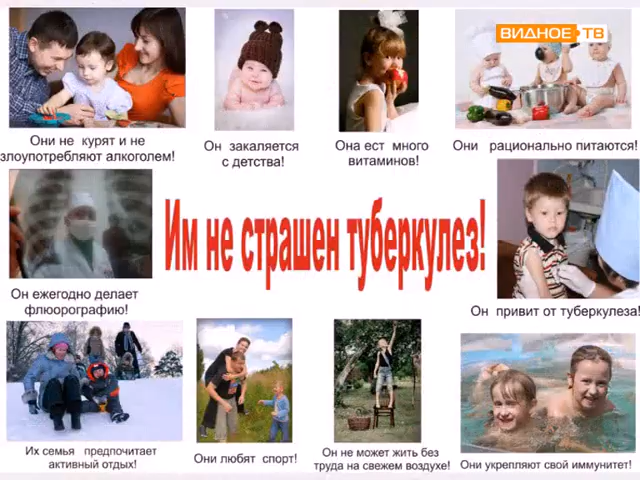 ВИДНОЕ ТВ
Они не курят и не
злоупотребляют алкоголем!
Он закаляется
с детства!
Она ест много
витаминов!
Они рационально питаются!
Им не страшен туберкулез!
Он ежегодно делает
флюорографию!
Он привит от туберкулеза!
Их семья предпочитает
активный отдых!
Они любят спорт!
Он не может жить без
труда на свежем воздухе!
Они укрепляют свой иммунитет!